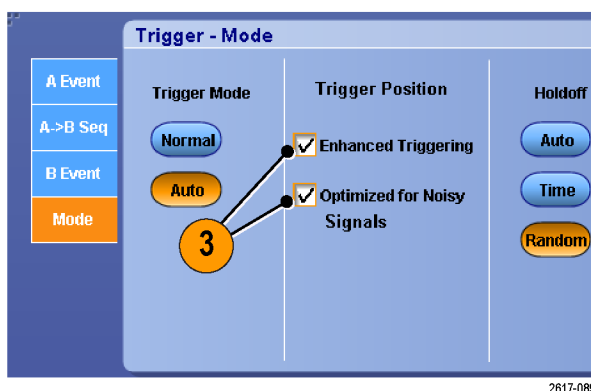 Trigger - Mode
A Event
A->B Seq
B Event
Mode
Trigger Mode
Normal
Auto
3
Trigger Position
Enhanced Triggering
Optimized for Noisy
Signals
Holdoff
Auto
Time
Random
2617-089